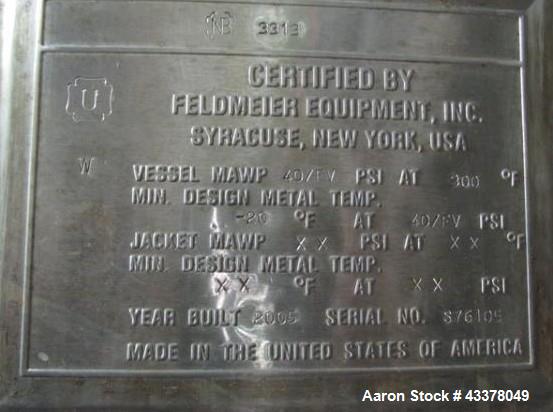 NB 3313
U
CERTIFIED BY
FELDMEIER EQUIPMENT, INC.
SYRACUSE, NEW YORK, USA
W
VESSEL MAWP 40/FV PSI AT 300 °F
MIN. DESIGN METAL TEMP.
-20 °F AT 40/FV PSI
JACKET MAWP XX PSI AT XX °F
MIN. DESIGN METAL TEMP.
XX °F AT XX PSI
YEAR BUILT 2005 SERIAL NO. S76105
MADE IN THE UNITED STATES OF AMERICA
Aaron Stock # 43378049